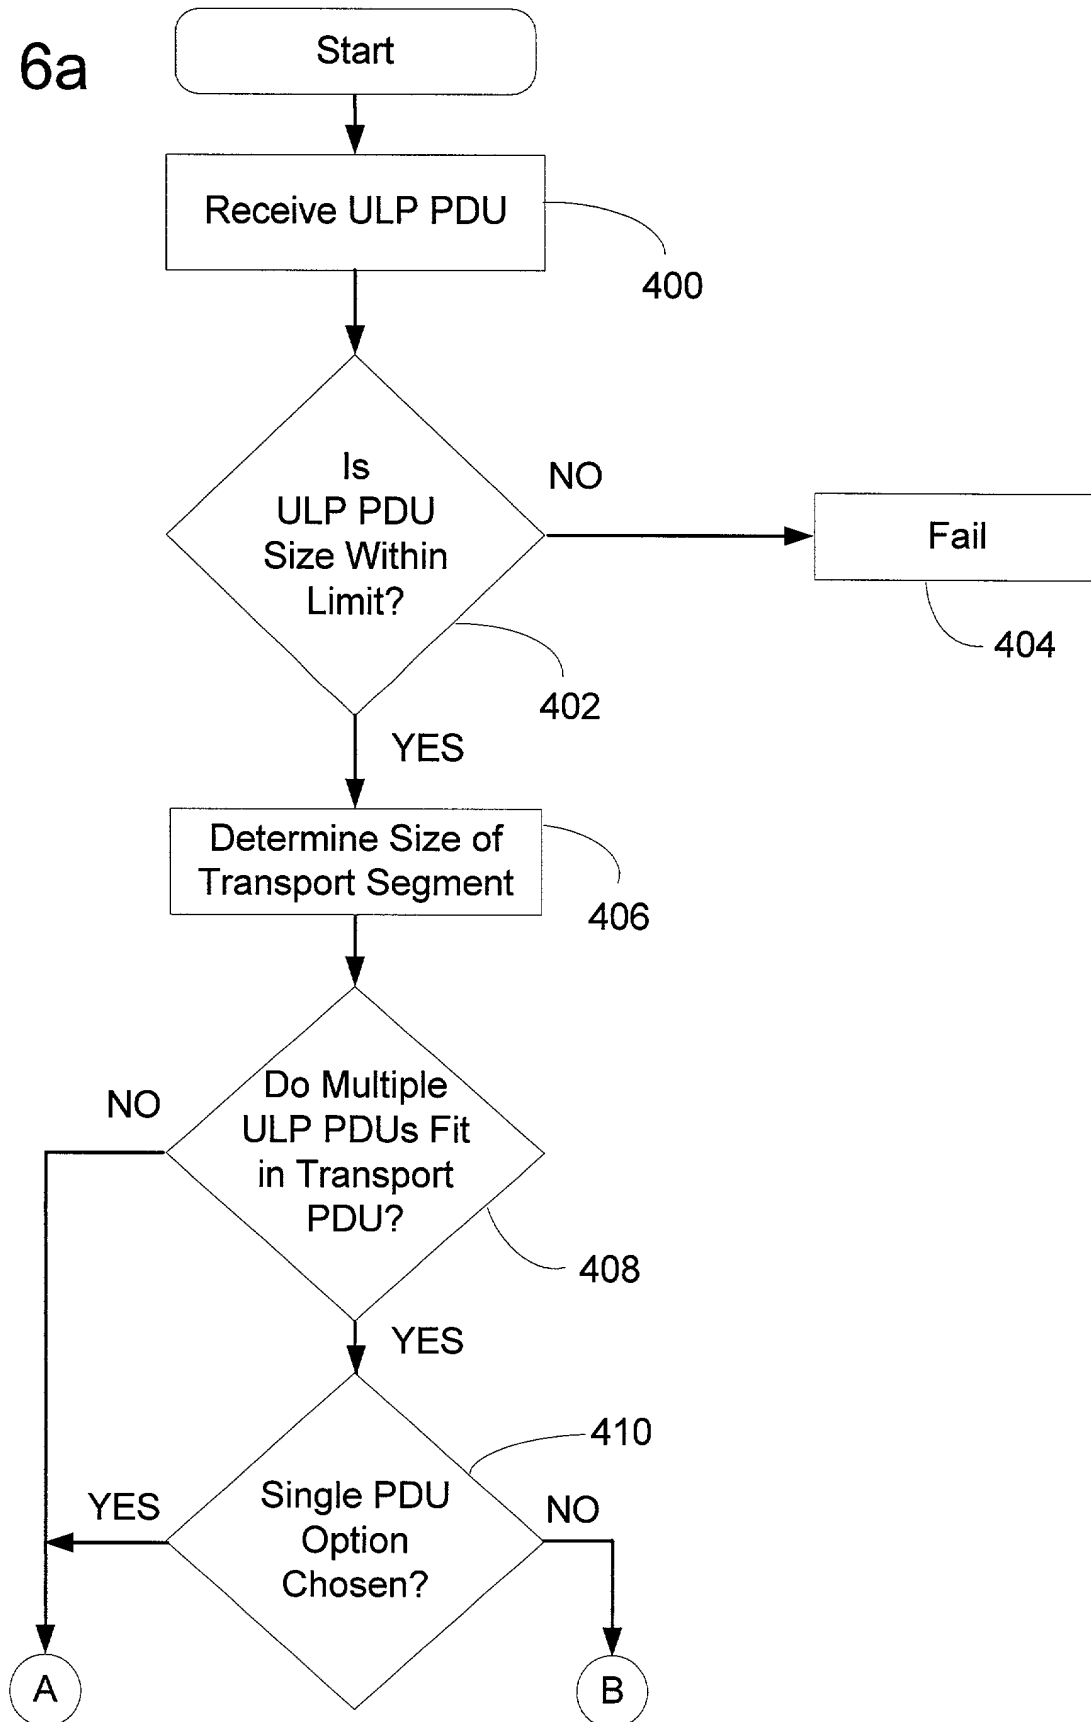 6a
Start
Receive ULP PDU
400
Is
ULP PDU
Size Within
Limit?
NO
Fail
404
402
YES
Determine Size of
Transport Segment
406
Do Multiple
ULP PDUs Fit
in Transport
PDU?
NO
408
YES
410
Single PDU
Option
Chosen?
YES
NO
A
B